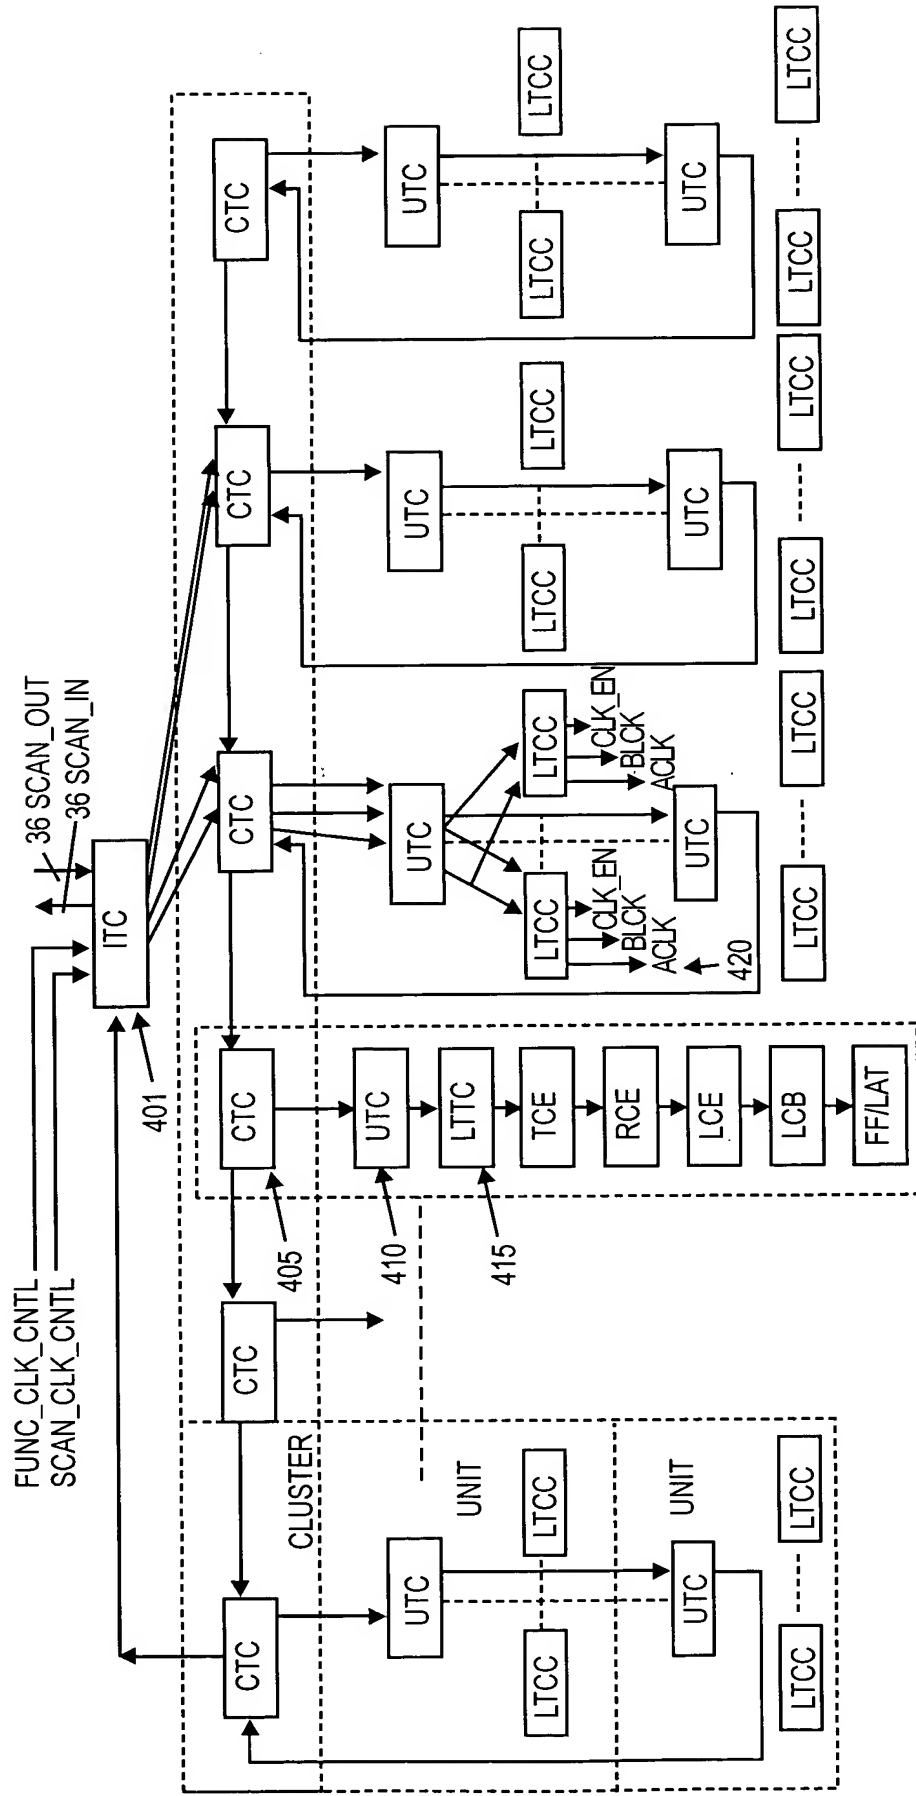 FUNC_CLK_CNTL
SCAN_CLK_CNTL
36 SCAN_OUT
36 SCAN_IN
ITC
401
CTC
CTC
CTC
CTC
CTC
CTC
405
CLUSTER
UTC
UTC
UTC
UTC
UTC
410
UNIT
LTCC
LTCC
LTTC
415
LTCC
LTCC
LTCC
LTCC
LTCC
LTCC
CLK_EN
BLCK
ACLK
CLK_EN
BLCK
ACLK
420
TCE
RCE
LCE
LCB
FF/LAT
UNIT
UTC
UTC
UTC
UTC
LTCC
LTCC
LTCC
LTCC
LTCC
LTCC
LTCC
LTCC